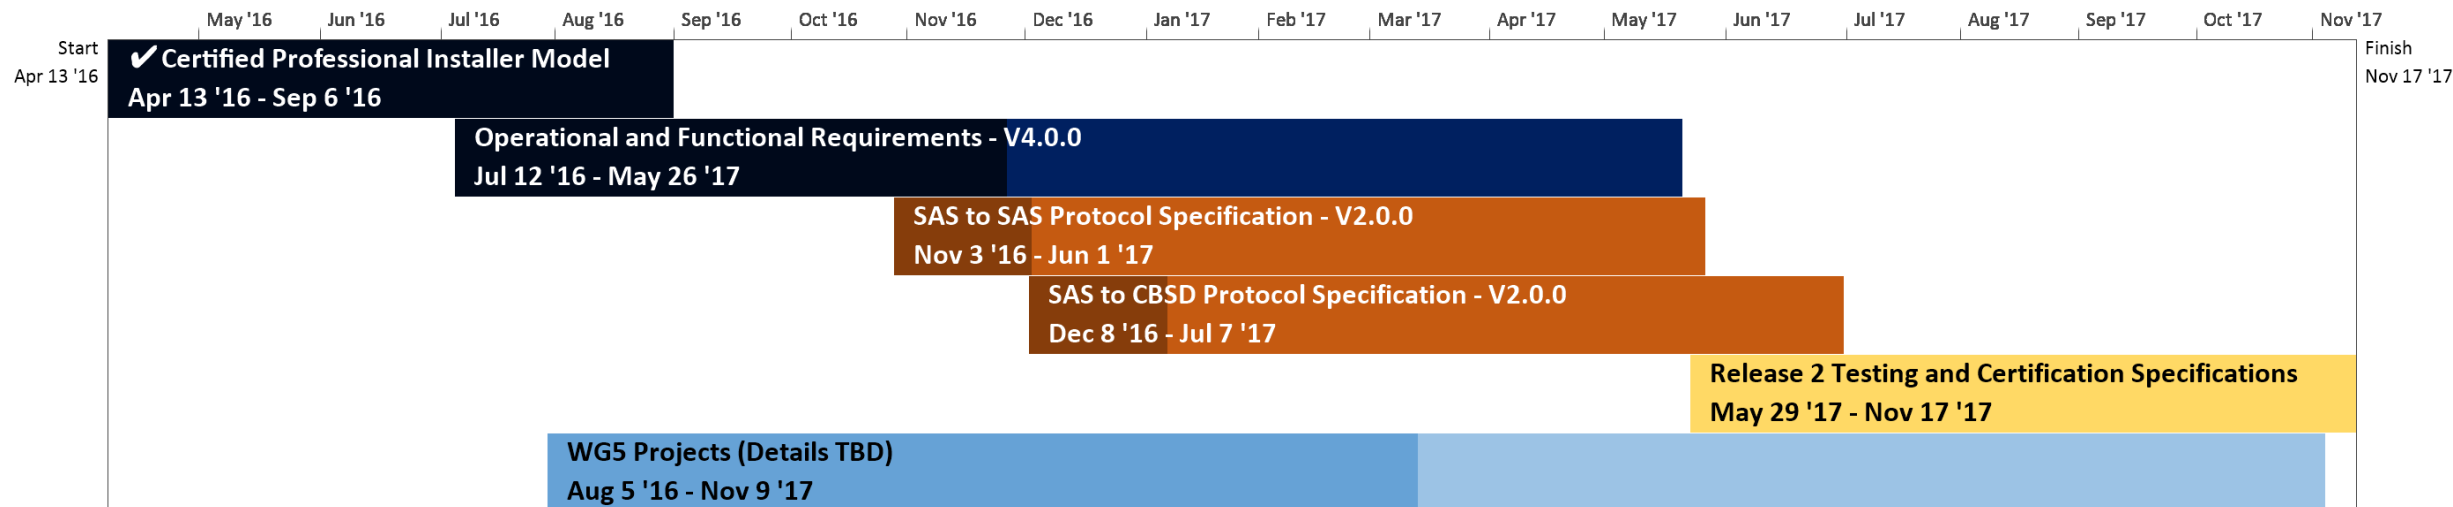 May '16 Jun '16 Jul '16 Aug '16 Sep '16 Oct '16 Nov '16 Dec '16 Jan '17 Feb '17 Mar '17 Apr '17 May '17 Jun '17 Jul '17 Aug '17 Sep '17 Oct '17 Nov '17
Start
Apr 13 '16
Finish
Nov 17 '17
✔ Certified Professional Installer Model
Apr 13 '16 - Sep 6 '16
Operational and Functional Requirements - V4.0.0
Jul 12 '16 - May 26 '17
SAS to SAS Protocol Specification - V2.0.0
Nov 3 '16 - Jun 1 '17
SAS to CBSD Protocol Specification - V2.0.0
Dec 8 '16 - Jul 7 '17
Release 2 Testing and Certification Specifications
May 29 '17 - Nov 17 '17
WG5 Projects (Details TBD)
Aug 5 '16 - Nov 9 '17